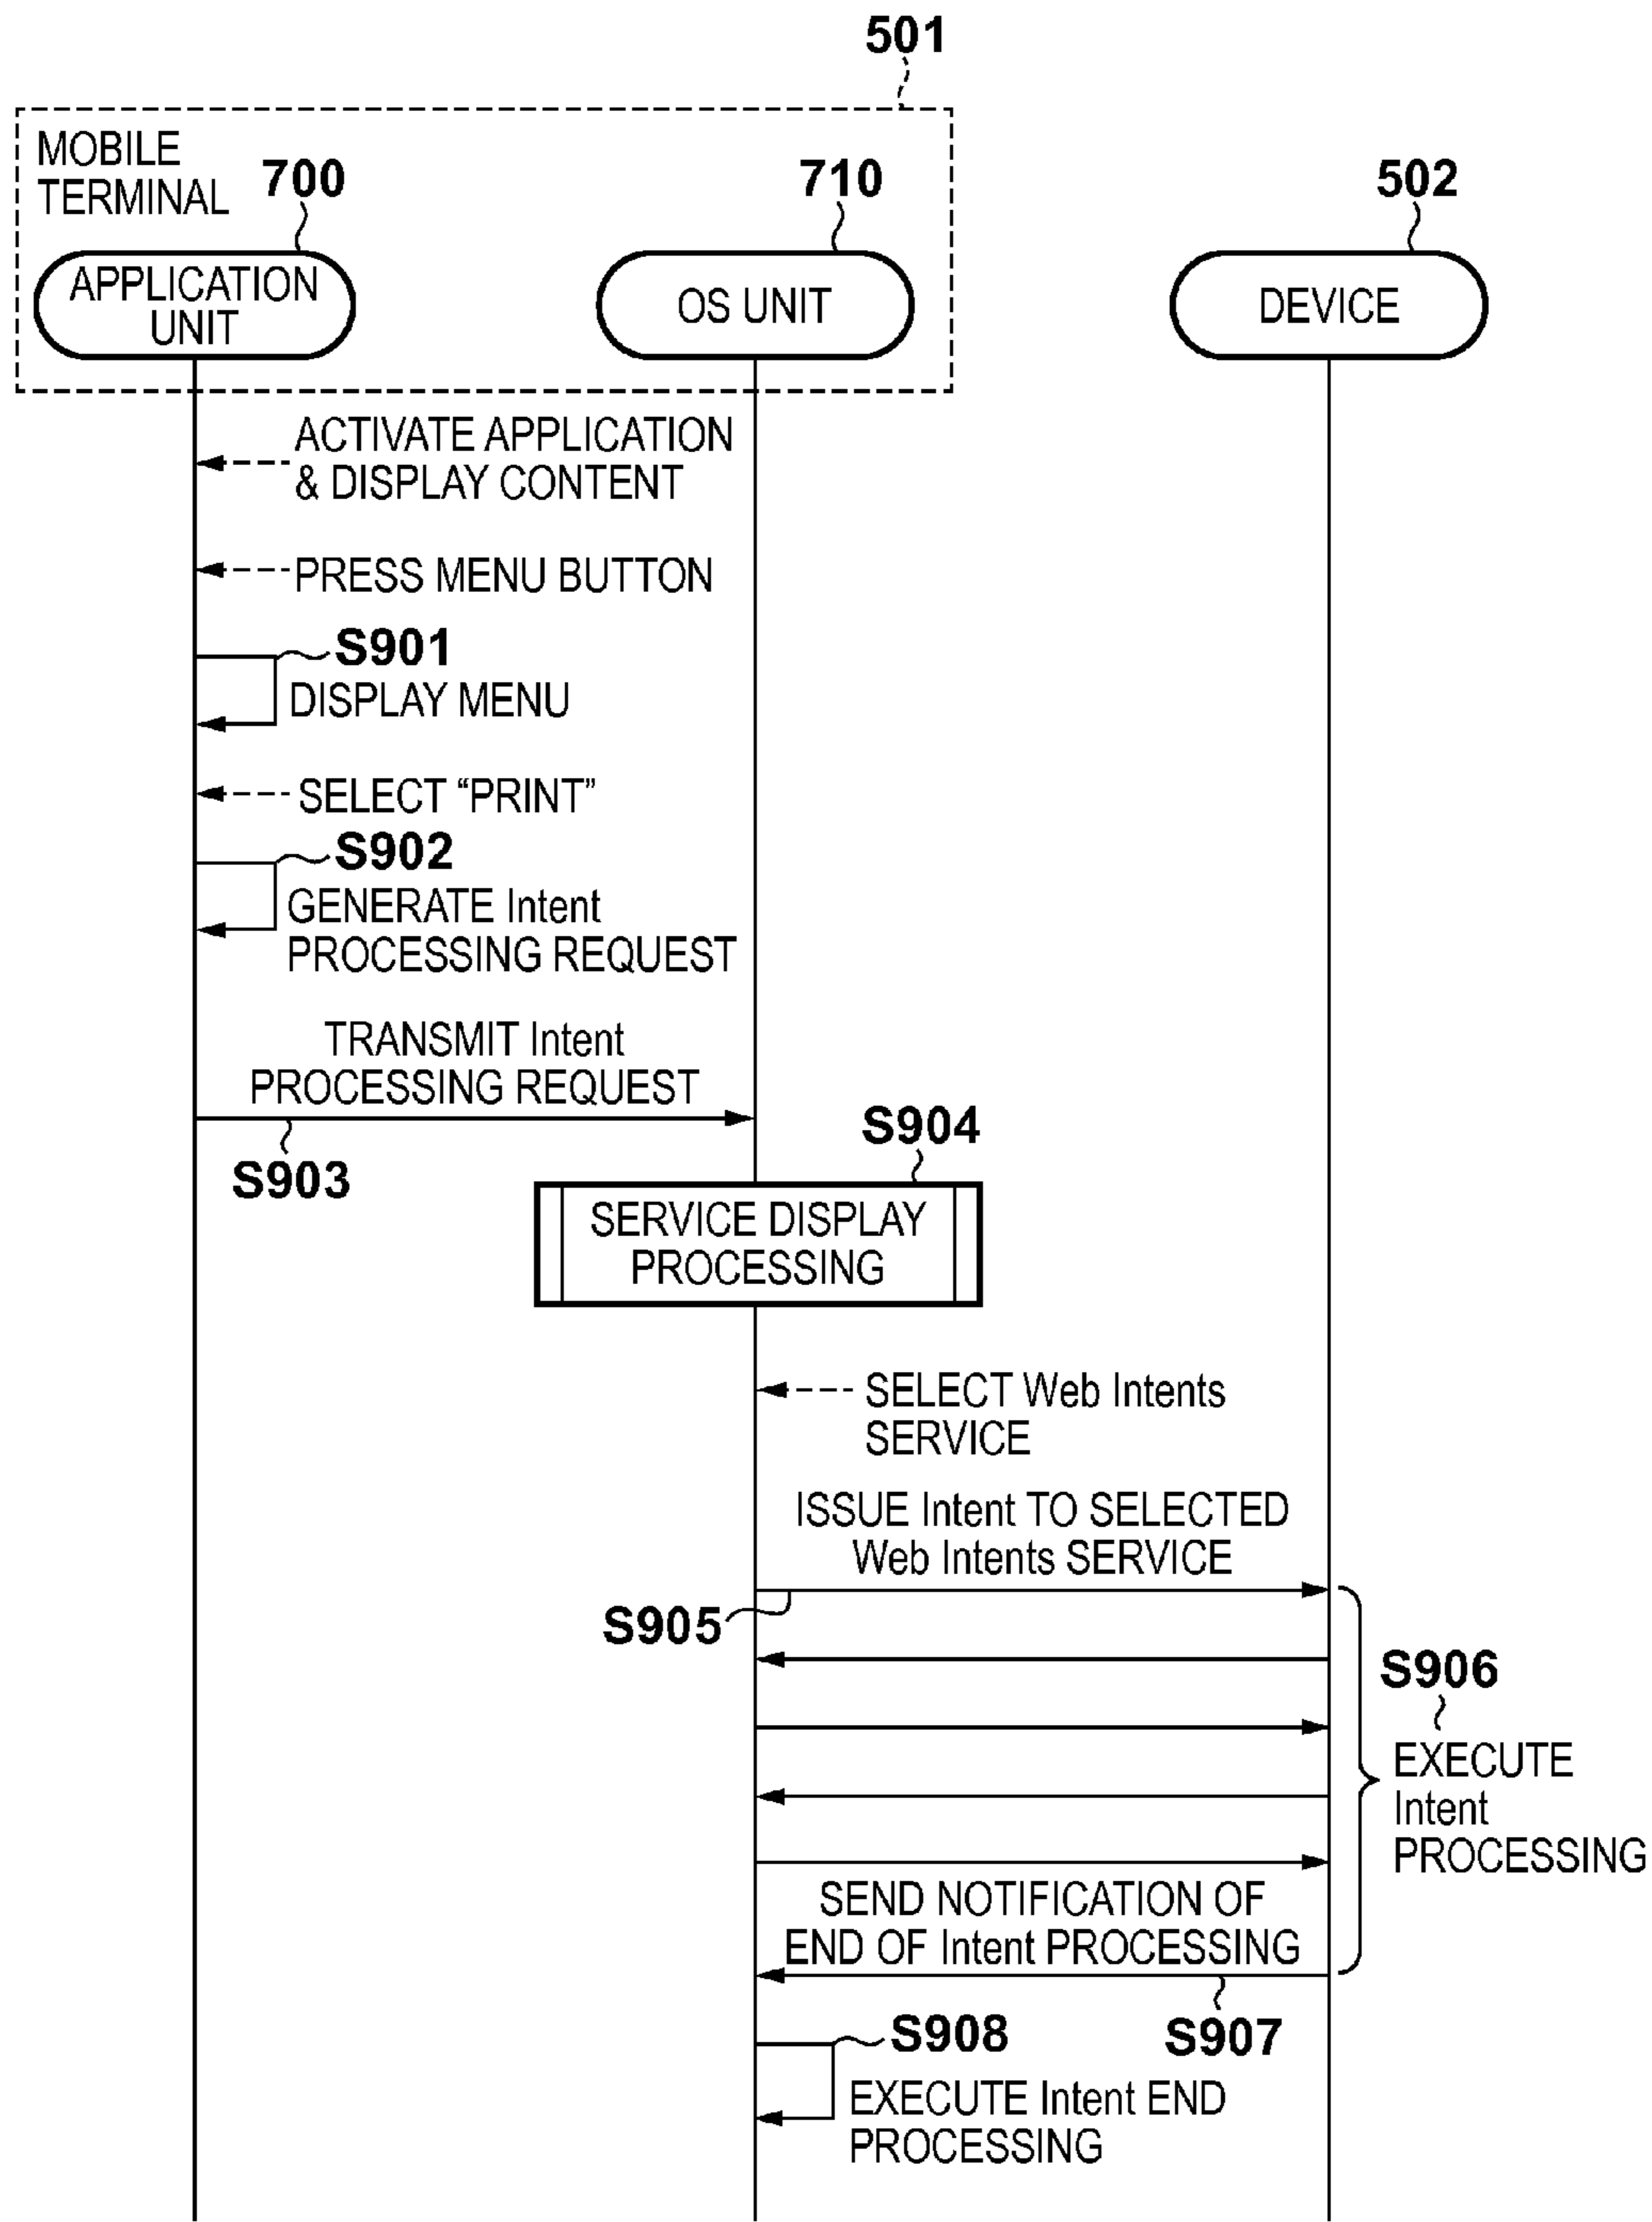 501
MOBILE
TERMINAL
700
710
502
APPLICATION
UNIT
OS UNIT
DEVICE
ACTIVATE APPLICATION
& DISPLAY CONTENT
PRESS MENU BUTTON
S901
DISPLAY MENU
SELECT “PRINT”
S902
GENERATE Intent
PROCESSING REQUEST
TRANSMIT Intent
PROCESSING REQUEST
S903
S904
SERVICE DISPLAY
PROCESSING
SELECT Web Intents
SERVICE
ISSUE Intent TO SELECTED
Web Intents SERVICE
S905
S906
EXECUTE
Intent
PROCESSING
SEND NOTIFICATION OF
END OF Intent PROCESSING
S907
S908
EXECUTE Intent END
PROCESSING